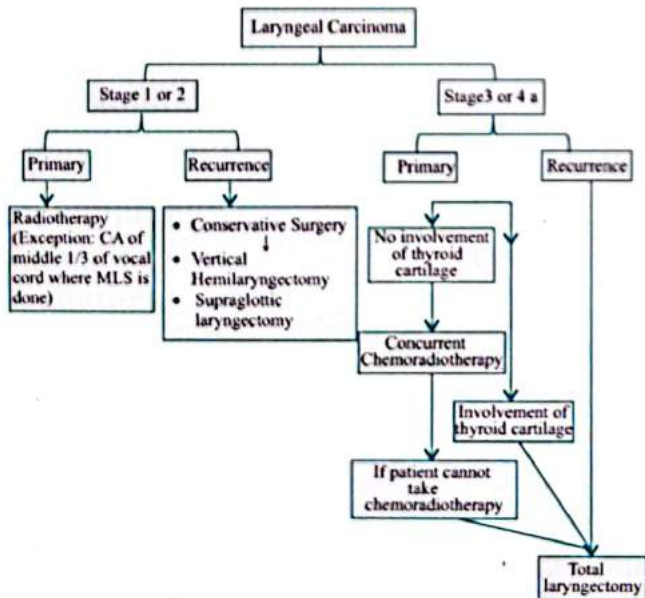 Laryngeal Carcinoma
Stage 1 or 2
Stage3 or 4 a
Primary
Recurrence
Primary
Recurrence
Radiotherapy
(Exception: CA of
middle 1/3 of vocal
cord where MLS is
done)
• Conservative Surgery
↓
• Vertical
Hemilaryngectomy
• Supraglottic
laryngectomy
No involvement
of thyroid
cartilage
Concurrent
Chemoradiotherapy
Involvement of
thyroid cartilage
If patient cannot
take
chemoradiotherapy
Total
laryngectomy